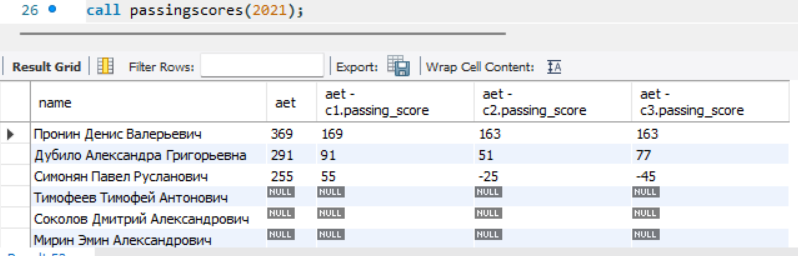 26 call passingscores(2021);
Result Grid Filter Rows: Export: Wrap Cell Content:
name aet aet - c1.passing_score aet - c2.passing_score aet - c3.passing_score
Пронин Денис Валерьевич 369 169 163 163
Дубило Александра Григорьевна 291 91 51 77
Симонян Павел Русланович 255 55 -25 -45
Тимофеев Тимофей Антонович NULL NULL NULL NULL
Соколов Дмитрий Александрович NULL NULL NULL NULL
Мирин Эмин Александрович NULL NULL NULL NULL